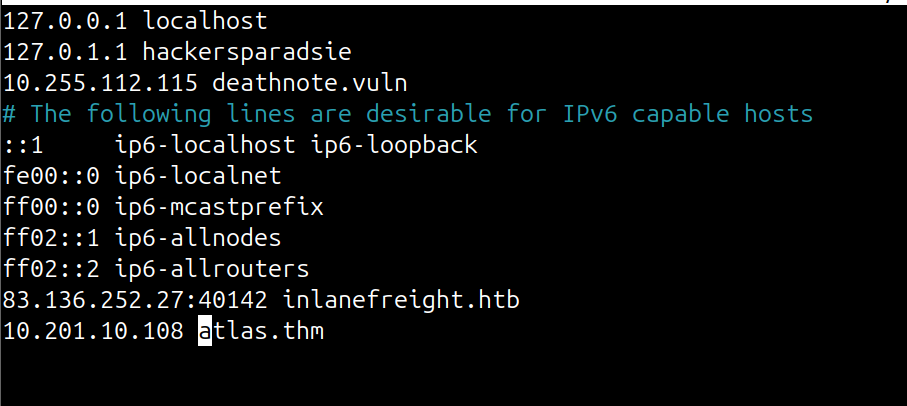 127.0.0.1 localhost
127.0.1.1 hackersparadsie
10.255.112.115 deathnote.vuln
# The following lines are desirable for IPv6 capable hosts
::1     ip6-localhost ip6-loopback
fe00::0 ip6-localnet
ff00::0 ip6-mcastprefix
ff02::1 ip6-allnodes
ff02::2 ip6-allrouters
83.136.252.27:40142 inlanefreight.htb
10.201.10.108 atlas.thm